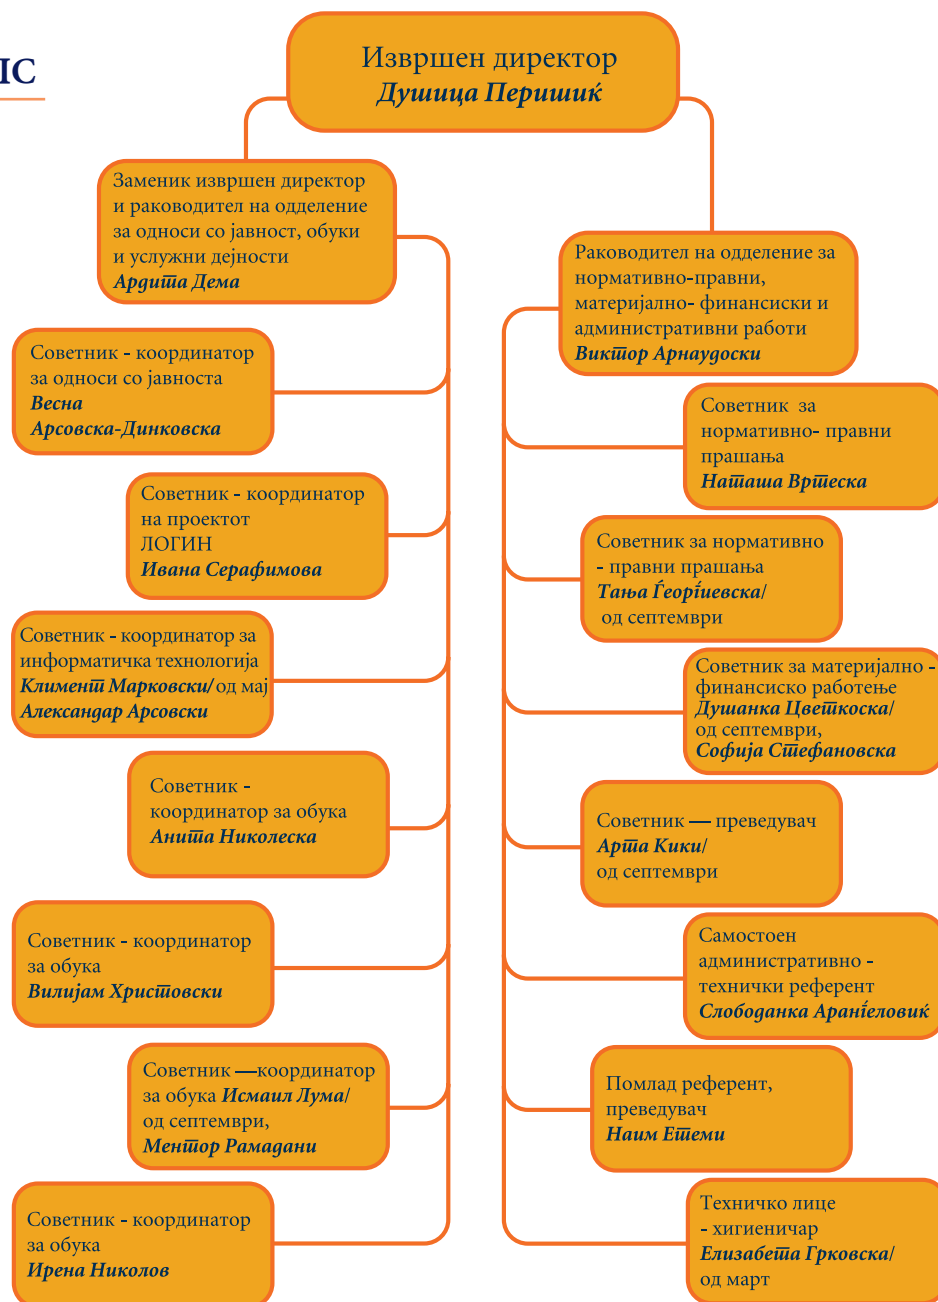 IC
Извршен директор
Душица Перишиќ
Заменик извршен директор
и раководител на одделение
за односи со јавност, обуки
и услужни дејности
Ардита Дема
Советник - координатор
за односи со јавноста
Весна
Арсовска-Динковска
Советник - координатор
на проектот
ЛОГИН
Ивана Серафимова
Советник - координатор за
информатичка технологија
Климент Марковски/ од мај
Александар Арсовски
Советник -
координатор за обука
Анита Николеска
Советник - координатор
за обука
Вилијам Христовски
Советник —координатор
за обука Исмаил Лума/
од септември,
Ментор Рамадани
Советник - координатор
за обука
Ирена Николов
Раководител на одделение за
нормативно-правни,
материјално- финансиски и
административни работи
Виктор Арнаудоски
Советник за
нормативно- правни
прашања
Наташа Вртеска
Советник за нормативно
- правни прашања
Тања Ѓеорѓиевска/
од септември
Советник за материјално -
финансиско работење
Душанка Цветкоска/
од септември,
Софија Стефановска
Советник — преведувач
Арта Кики/
од септември
Самостоен
административно -
технички референт
Слободанка Аранѓеловиќ
Помлад референт,
преведувач
Наим Етеми
Техничко лице
- хигиеничар
Елизабета Грковска/
од март